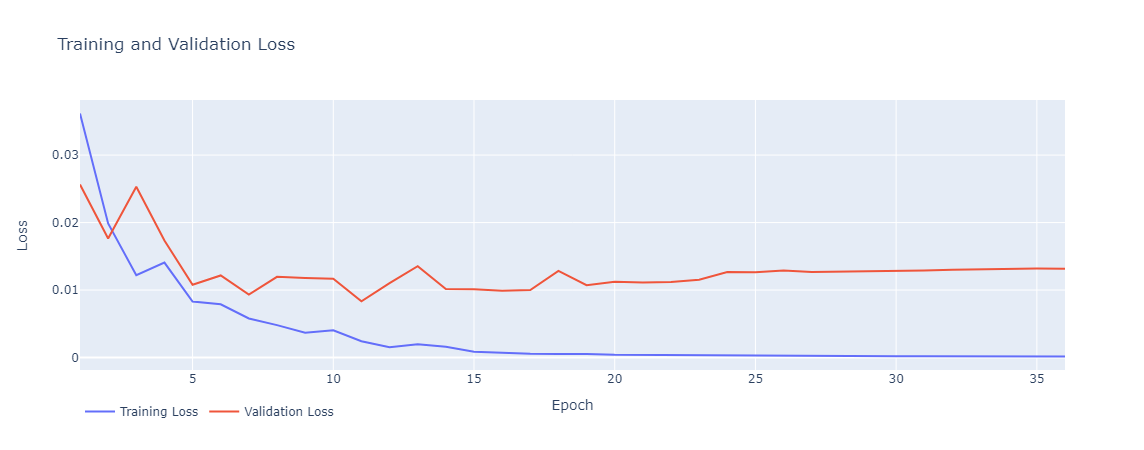 Training and Validation Loss
0.03
0.02
0.01
0
Loss
5 10 15 20 25 30 35
Epoch
Training Loss Validation Loss